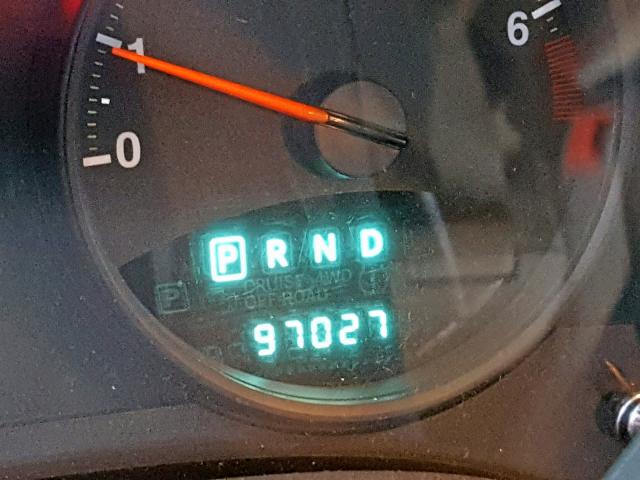 6
1
0
P R N D
P
CRUISE 4WD
OFF ROAD
97027